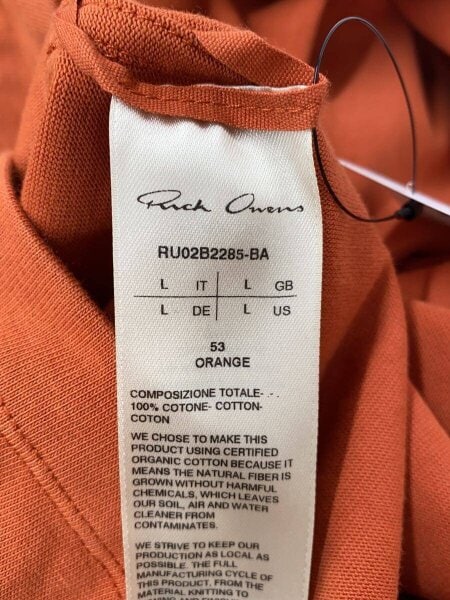 Rick Owens
RU02B2285-BA
L IT L GB
L DE L US
53
ORANGE
COMPOSIZIONE TOTALE- - -
100% COTONE- COTTON-
COTON
WE CHOSE TO MAKE THIS
PRODUCT USING CERTIFIED
ORGANIC COTTON BECAUSE IT
MEANS THE NATURAL FIBER IS
GROWN WITHOUT HARMFUL
CHEMICALS, WHICH LEAVES
OUR SOIL, AIR AND WATER
CLEANER FROM
CONTAMINATES.
WE STRIVE TO KEEP OUR
PRODUCTION AS LOCAL AS
POSSIBLE. THE FULL
MANUFACTURING CYCLE OF
THIS PRODUCT, FROM THE
MATERIAL KNITTING TO